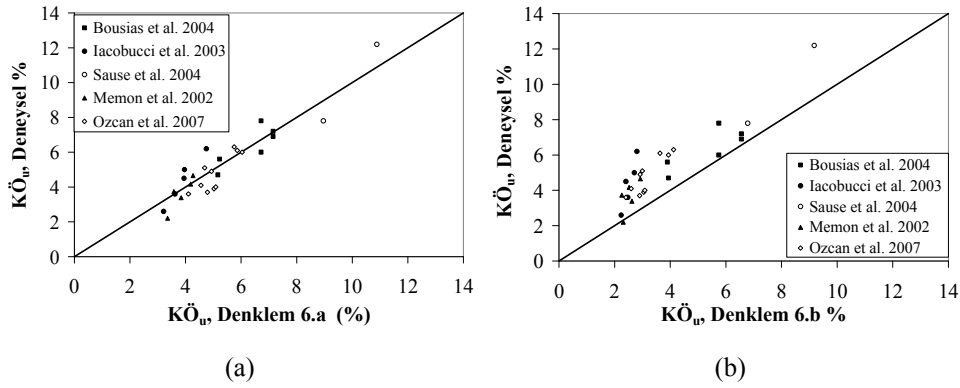 14
12
10
8
6
4
2
0
KÖu, Deneysel %
Bousias et al. 2004
Iacobucci et al. 2003
Sause et al. 2004
Memon et al. 2002
Ozcan et al. 2007
0 2 4 6 8 10 12 14
KÖu, Denklem 6.a (%)
(a)
14
12
10
8
6
4
2
0
KÖu, Deneysel %
Bousias et al. 2004
Iacobucci et al. 2003
Sause et al. 2004
Memon et al. 2002
Ozcan et al. 2007
0 2 4 6 8 10 12 14
KÖu, Denklem 6.b %
(b)